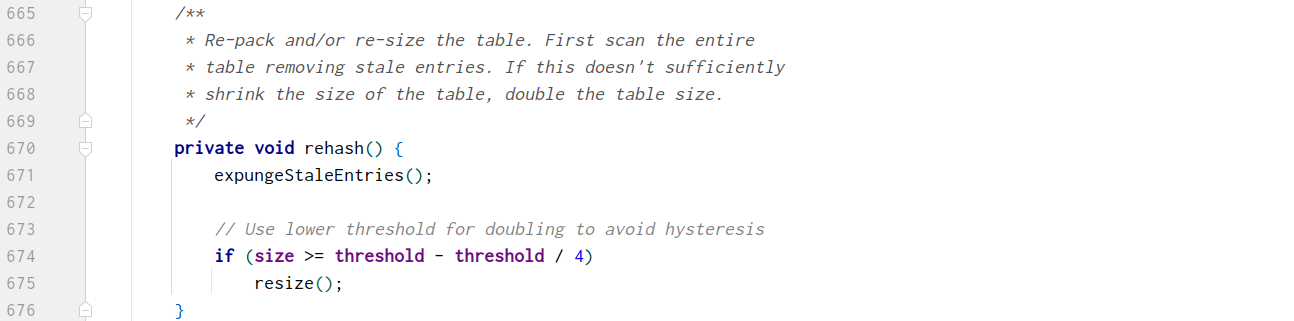 665 /**
666 * Re-pack and/or re-size the table. First scan the entire
667 * table removing stale entries. If this doesn't sufficiently
668 * shrink the size of the table, double the table size.
669 */
670 private void rehash() {
671 expungeStaleEntries();
672
673 // Use lower threshold for doubling to avoid hysteresis
674 if (size >= threshold - threshold / 4)
675 resize();
676 }